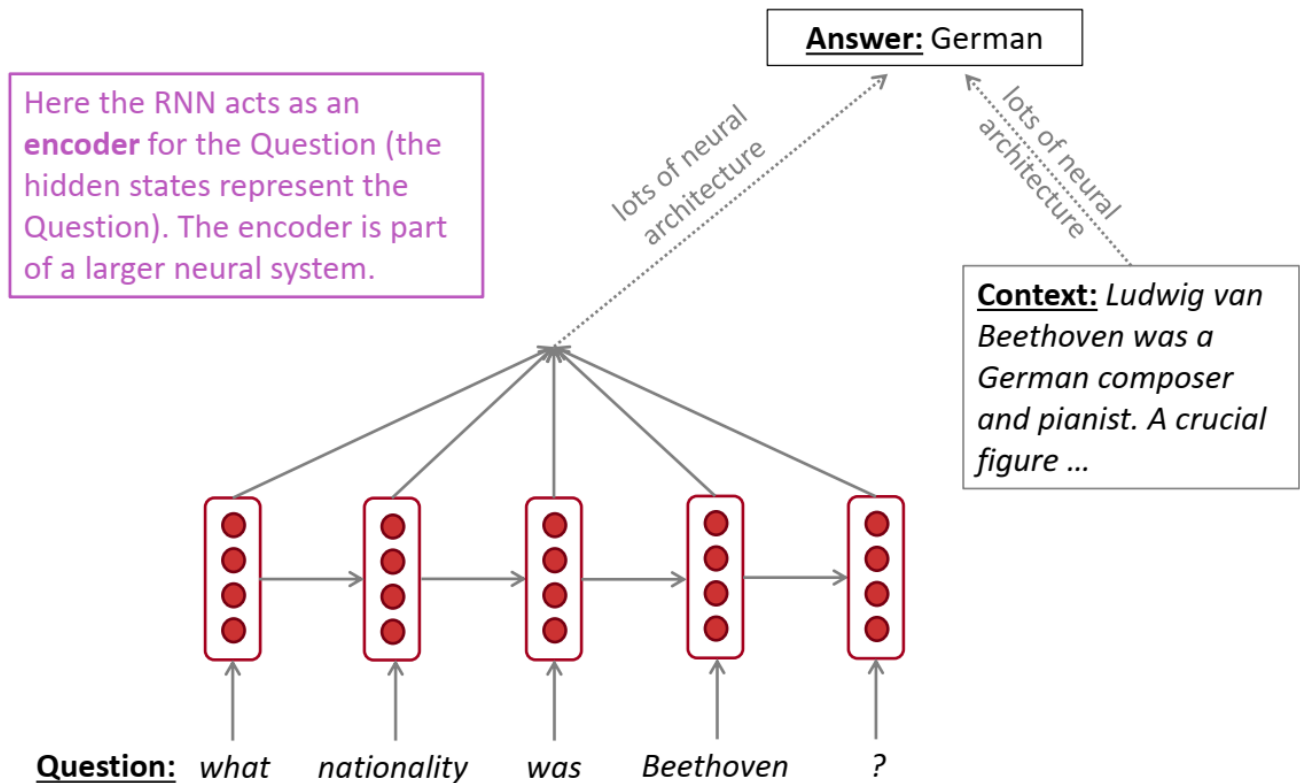 Answer: German
Here the RNN acts as an
encoder for the Question (the
hidden states represent the
Question). The encoder is part
of a larger neural system.
lots of neural
architecture
lots of neural
architecture
Context: Ludwig van
Beethoven was a
German composer
and pianist. A crucial
figure ...
Question: what nationality was Beethoven ?